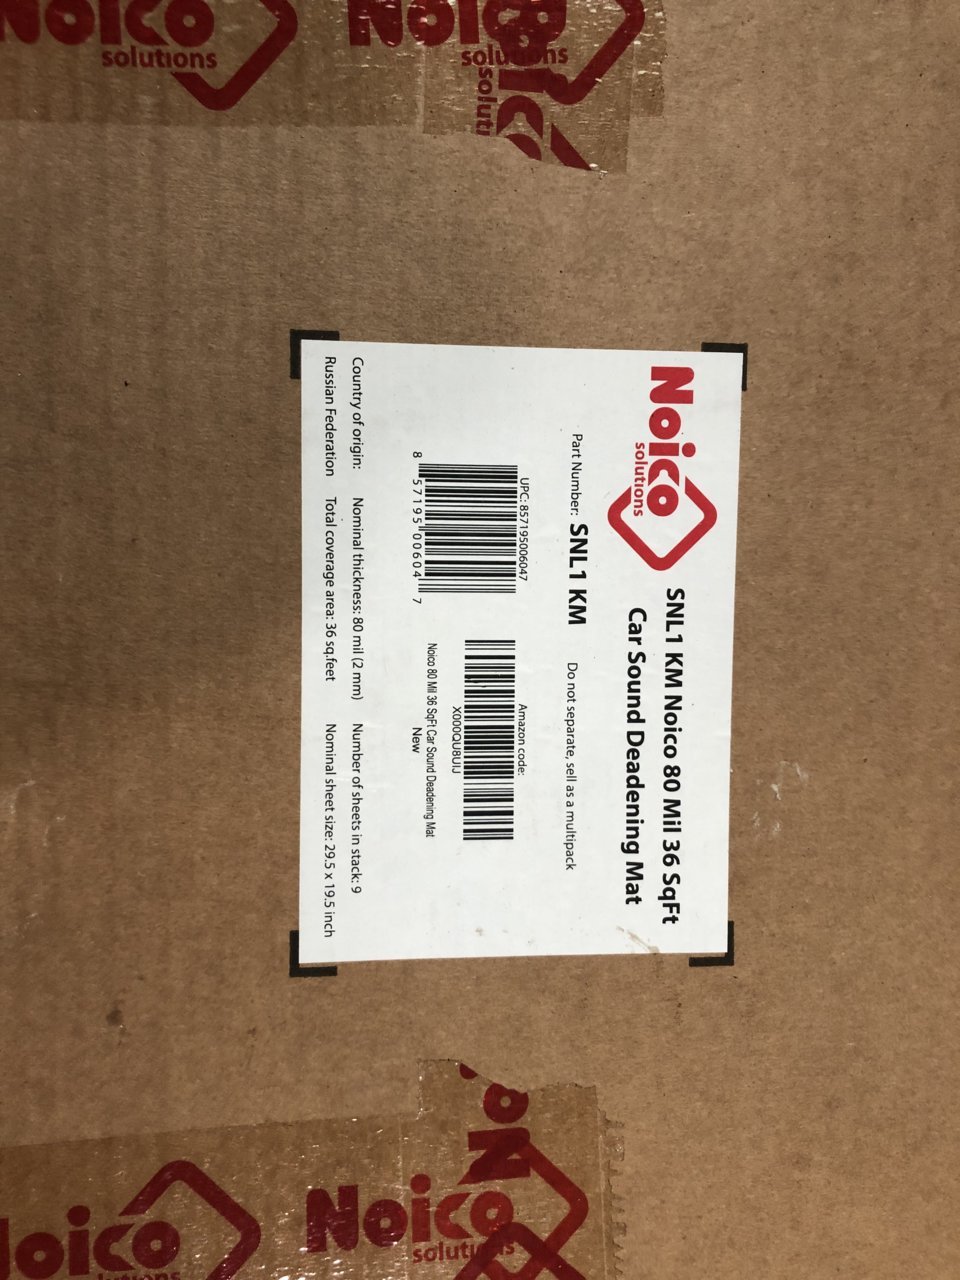 Noico
solutions
Noico
solutions
solut
Noico
solutions
SNL1 KM Noico 80 Mil 36 SqFt
Car Sound Deadening Mat
Part Number: SNL1 KM
Do not separate, sell as a multipack
UPC: 857195006047
8 57195 00604 7
Amazon code:
X000QU8UIJ
Noico 80 Mil 36 SqFt Car Sound Deadening Mat
New
Country of origin:
Russian Federation
Nominal thickness: 80 mil (2 mm)
Total coverage area: 36 sq.feet
Number of sheets in stack: 9
Nominal sheet size: 29.5 x 19.5 inch
No
Noico
solutions
oico